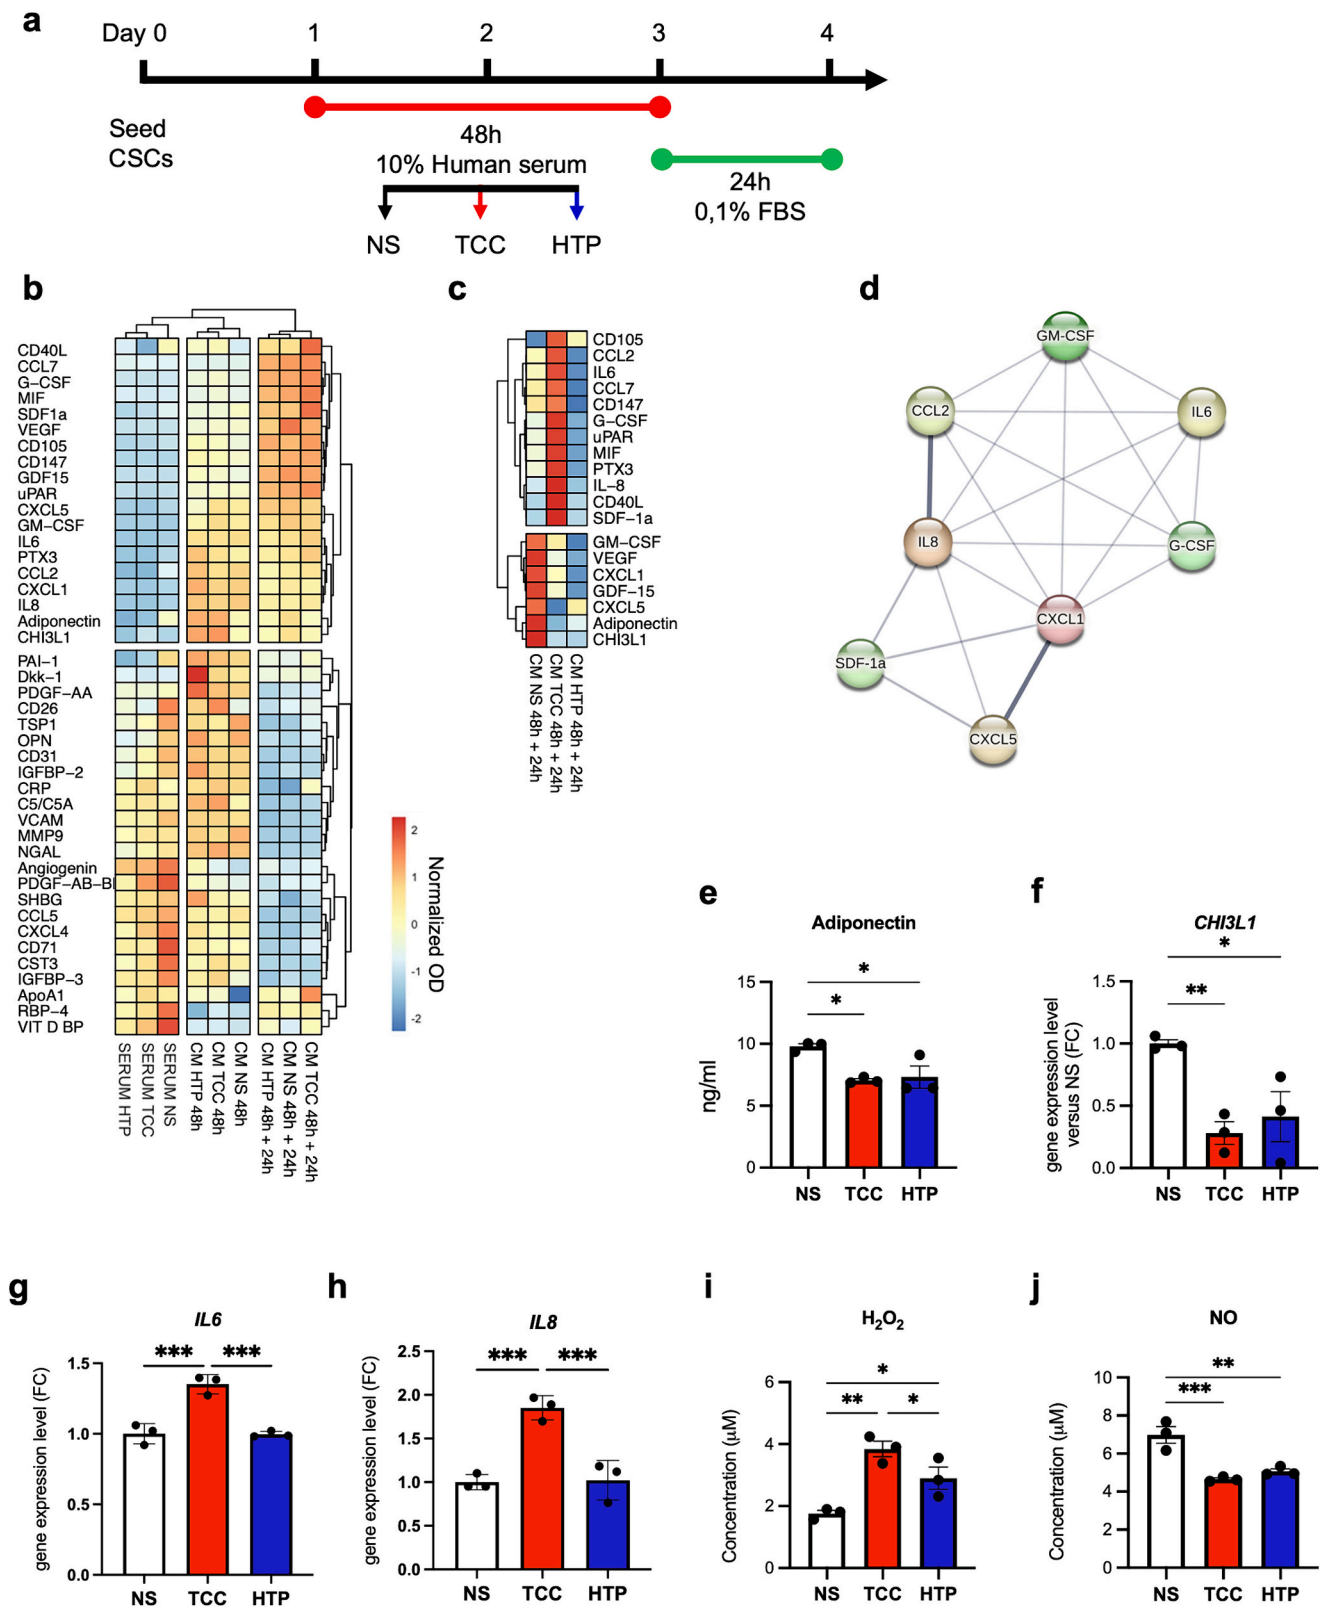 a
Day 0 1 2 3 4
Seed
CSCs
48h
10% Human serum
NS TCC HTP
24h
0,1% FBS
b
CD40L
CCL7
G−CSF
MIF
SDF1a
VEGF
CD105
CD147
GDF15
uPAR
CXCL5
GM−CSF
IL6
PTX3
CCL2
CXCL1
IL8
Adiponectin
CHI3L1
PAI−1
Dkk−1
PDGF−AA
CD26
TSP1
OPN
CD31
IGFBP−2
CRP
C5/C5A
VCAM
MMP9
NGAL
Angiogenin
PDGF−AB−B
SHBG
CCL5
CXCL4
CD71
CST3
IGFBP−3
ApoA1
RBP−4
VIT D BP
SERUM HTP
SERUM TCC
SERUM NS
CM HTP 48h
CM TCC 48h
CM NS 48h
CM HTP 48h + 24h
CM NS 48h + 24h
CM TCC 48h + 24h
2
1
0
-1
-2
Normalized OD
c
CD105
CCL2
IL6
CCL7
CD147
G−CSF
uPAR
MIF
PTX3
IL−8
CD40L
SDF−1a
GM−CSF
VEGF
CXCL1
GDF−15
CXCL5
Adiponectin
CHI3L1
CM NS 48h + 24h
CM TCC 48h + 24h
CM HTP 48h + 24h
d
GM-CSF
CCL2
IL6
IL8
G-CSF
CXCL1
SDF-1a
CXCL5
e
Adiponectin
*
*
15
10
5
0
ng/ml
NS TCC HTP
f
CHI3L1
*
**
1.5
1.0
0.5
0.0
gene expression level
versus NS (FC)
NS TCC HTP
g
IL6
*** ***
1.5
1.0
0.5
0.0
gene expression level (FC)
NS TCC HTP
h
IL8
*** ***
2.5
2.0
1.5
1.0
0.5
0.0
gene expression level (FC)
NS TCC HTP
i
H₂O₂
*
** *
6
4
2
0
Concentration (μM)
NS TCC HTP
j
NO
**
***
10
8
6
4
2
0
Concentration (μM)
NS TCC HTP